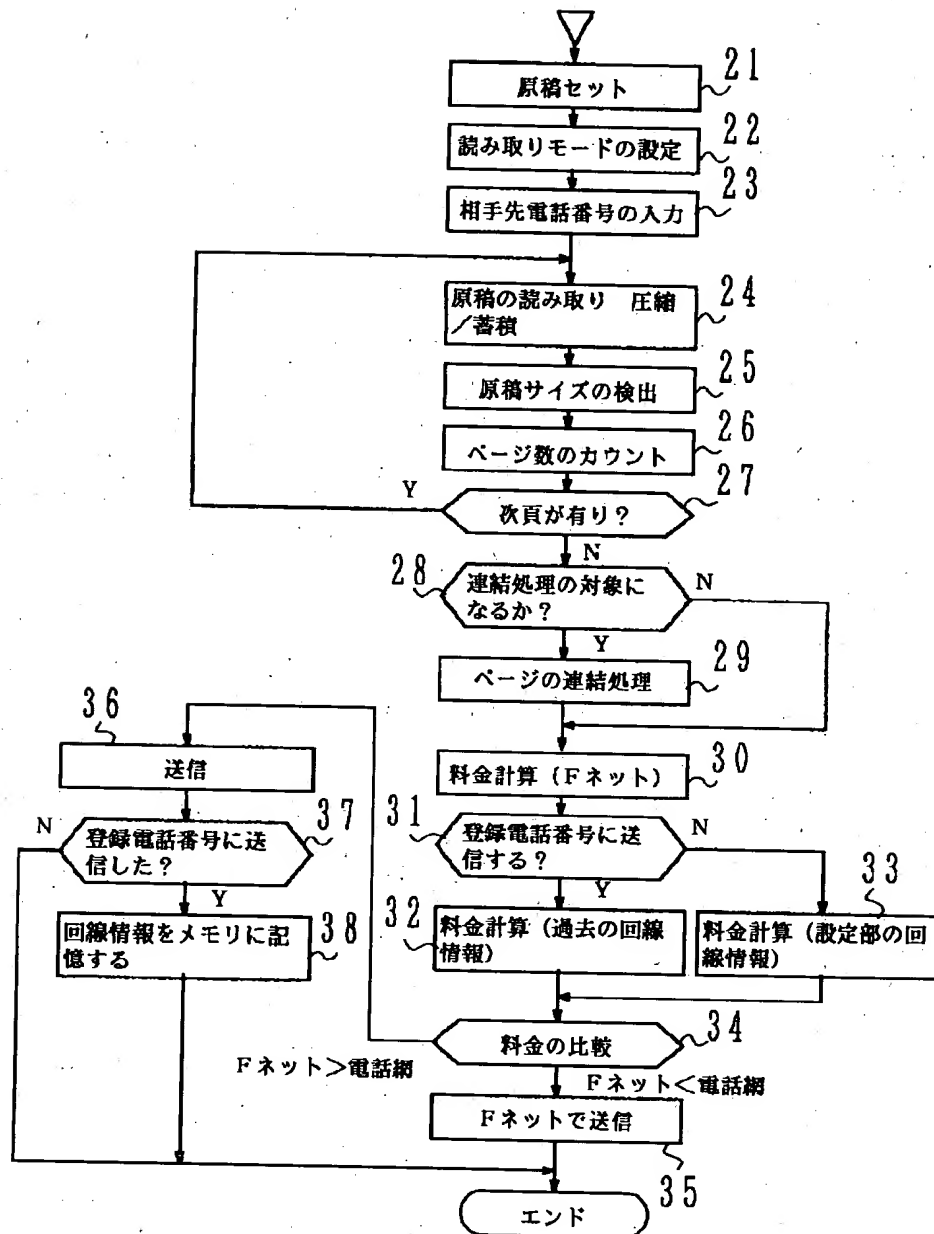 原稿セット
21
読み取りモードの設定
22
相手先電話番号の入力
23
原稿の読み取り 圧縮
／蓄積
24
原稿サイズの検出
25
ページ数のカウント
26
Y
次頁が有り？
27
N
28
連結処理の対象に
なるか？
N
Y
ページの連結処理
29
料金計算（Fネット）
30
31
登録電話番号に送
信する？
N
Y
32
料金計算（過去の回線
情報）
33
料金計算（設定部の回
線情報）
料金の比較
34
Fネット＞電話網
Fネット＜電話網
Fネットで送信
35
36
送信
N
登録電話番号に送
信した？
37
Y
回線情報をメモリに記
憶する
38
エンド